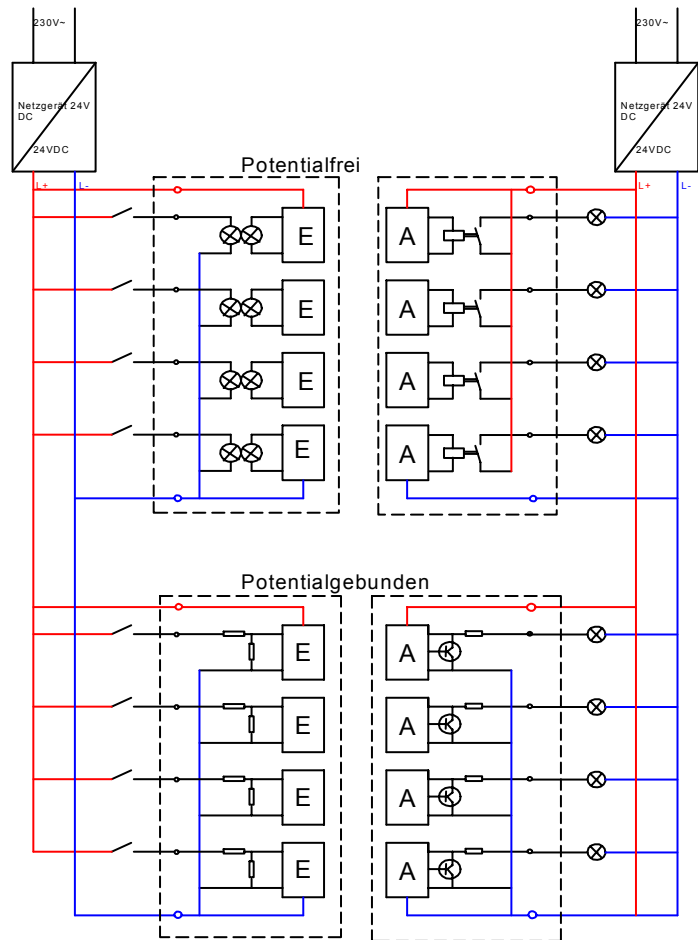 230V~
230V~
Netzgerät 24V
DC
24VDC
Netzgerät 24V
DC
24VDC
L+
L-
L+
L-
Potentialfrei
E
A
E
A
E
A
E
A
Potentialgebunden
E
A
E
A
E
A
E
A